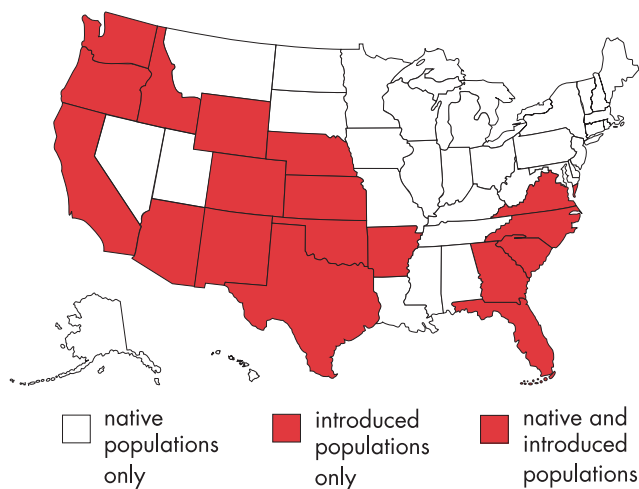 native
populations
only
introduced
populations
only
native and
introduced
populations